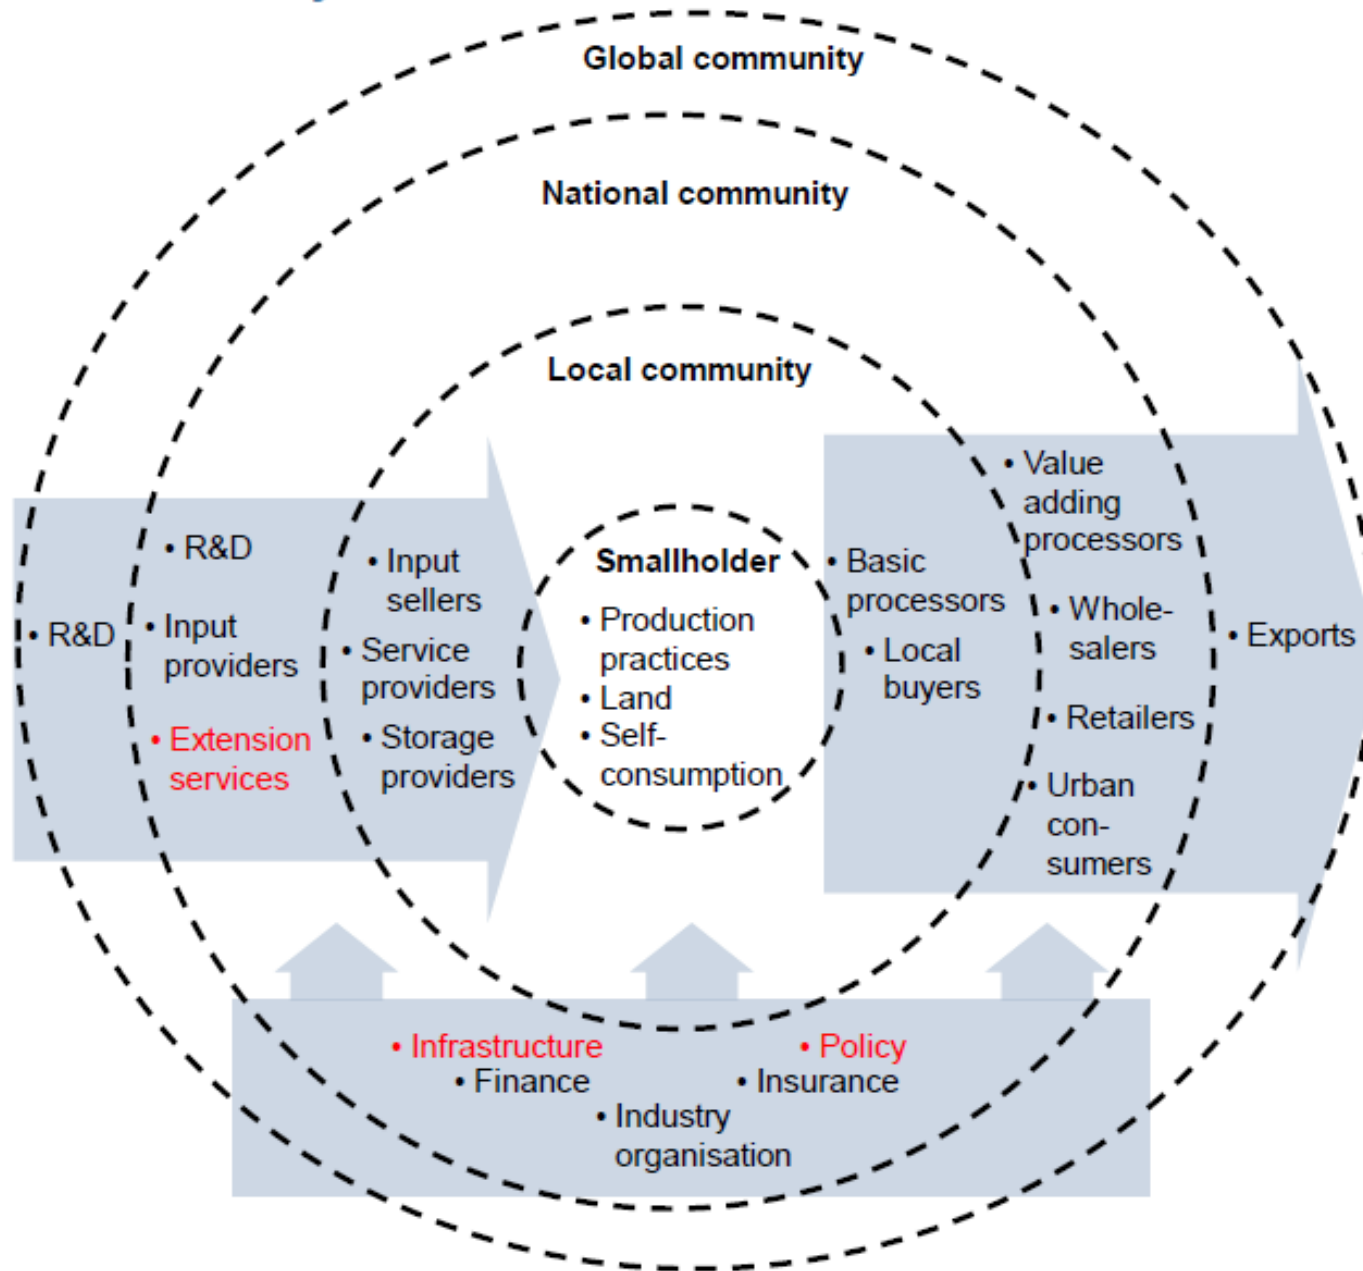 Global community
National community
Local community
• R&D
• R&D
• Input
providers
• Extension
services
• Input
sellers
• Service
providers
• Storage
providers
Smallholder
• Production
practices
• Land
• Self-
consumption
• Basic
processors
• Local
buyers
• Value
adding
processors
• Whole-
salers
• Retailers
• Urban
con-
sumers
• Exports
• Infrastructure
• Policy
• Finance
• Insurance
• Industry
organisation